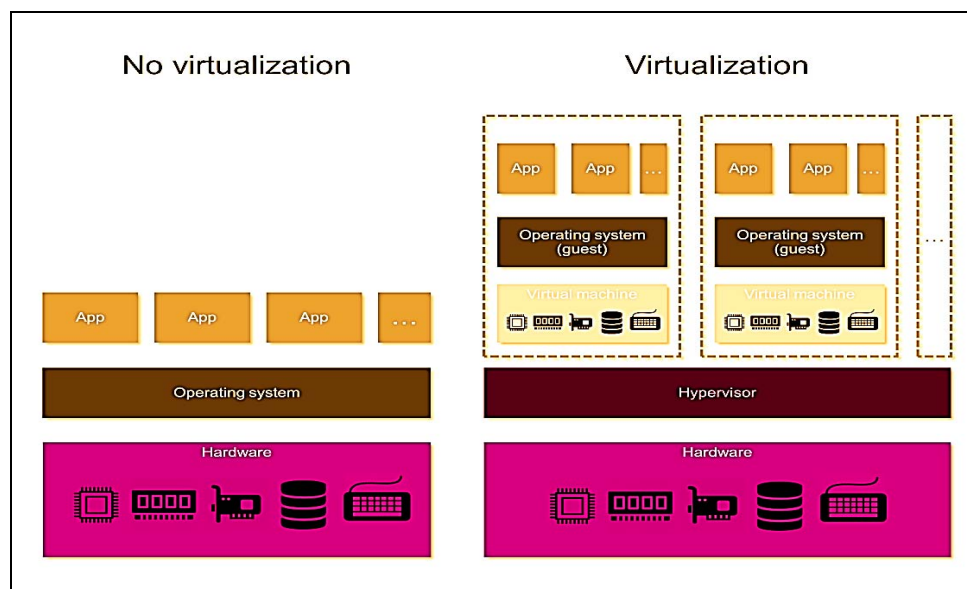 No virtualization
App
App
App
...
Operating system
Hardware
Virtualization
App
App
...
Operating system
(guest)
Virtual machine
App
App
...
Operating system
(guest)
Virtual machine
...
Hypervisor
Hardware